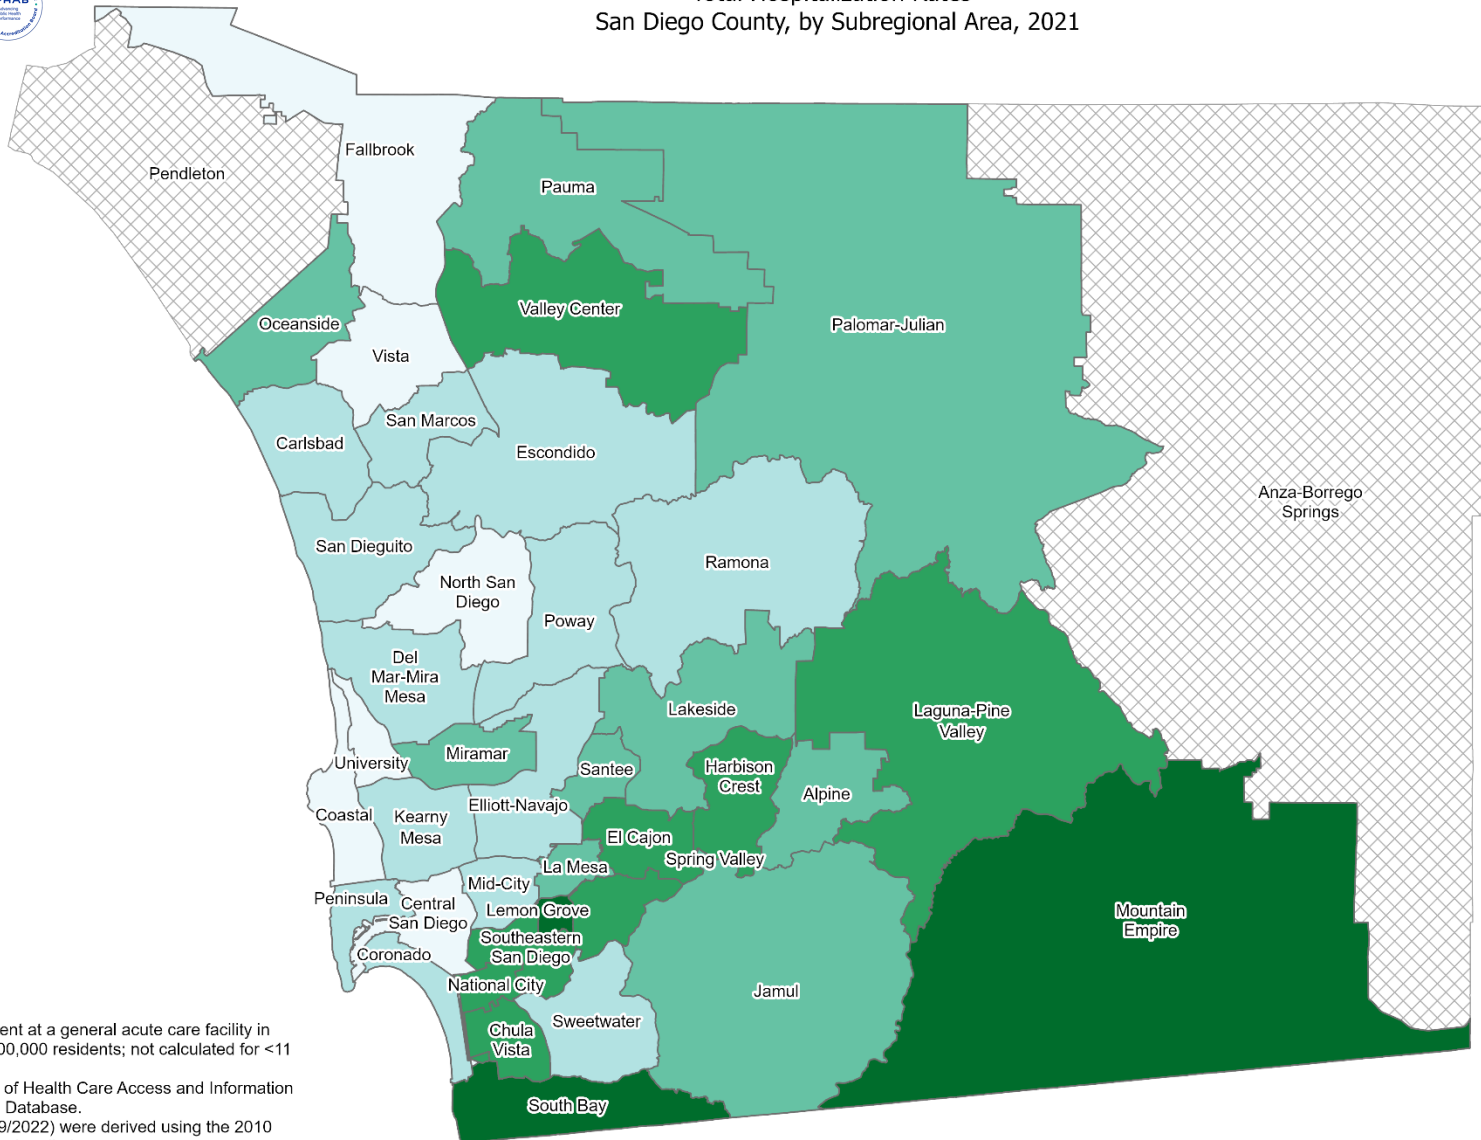 Total Hospitalization Rates
San Diego County, by Subregional Area, 2021
Fallbrook
Pendleton
Pauma
Valley Center
Oceanside
Palomar-Julian
Vista
San Marcos
Carlsbad
Escondido
Anza-Borrego
Springs
San Dieguito
Ramona
North San
Diego
Poway
Del
Mar-Mira
Mesa
Lakeside
Laguna-Pine
Valley
Miramar
University
Santee
Harbison
Crest
Alpine
Elliott-Navajo
Coastal
Kearny
Mesa
El Cajon
Spring Valley
La Mesa
Mid-City
Peninsula
Central
San Diego
Lemon Grove
Mountain
Empire
Southeastern
San Diego
Coronado
National City
Jamul
Sweetwater
Chula
Vista
South Bay
ent at a general acute care facility in
00,000 residents; not calculated for <11
of Health Care Access and Information
Database.
9/2022) were derived using the 2010